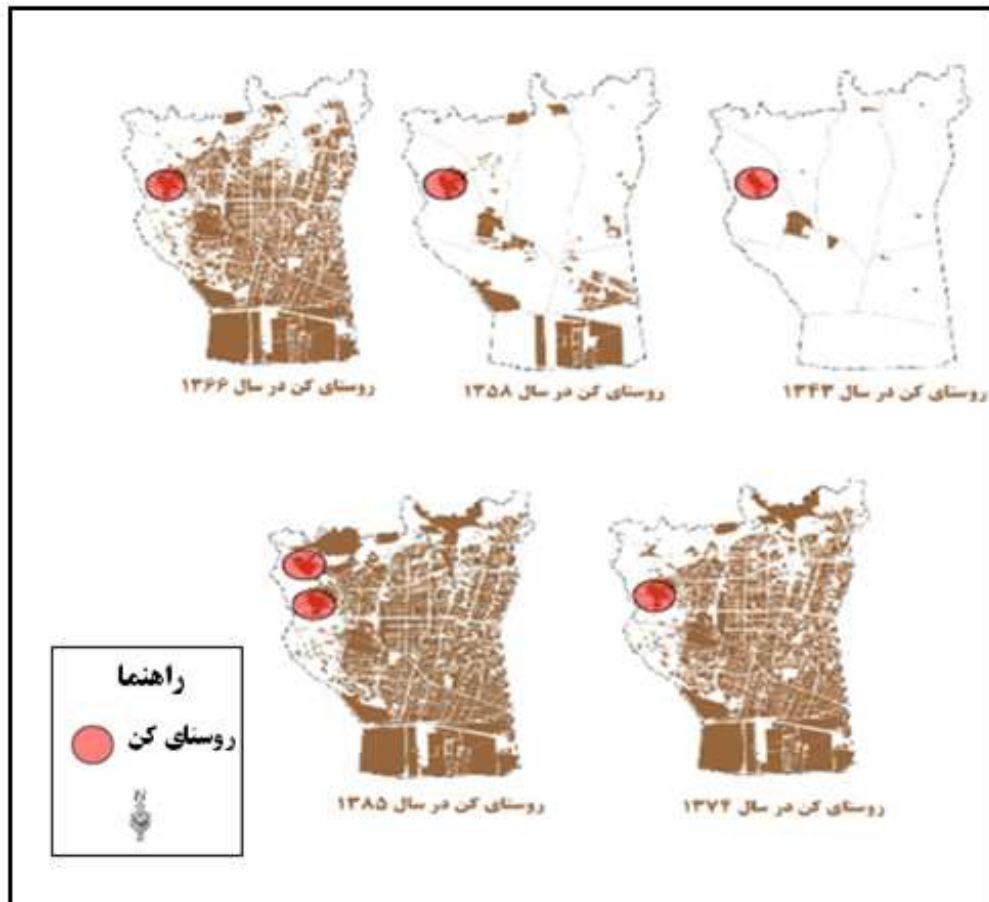 روستای کن در سال ۱۳۴۳
روستای کن در سال ۱۳۵۸
روستای کن در سال ۱۳۶۶
روستای کن در سال ۱۳۷۴
روستای کن در سال ۱۳۸۵
راهنما
روستای کن
N